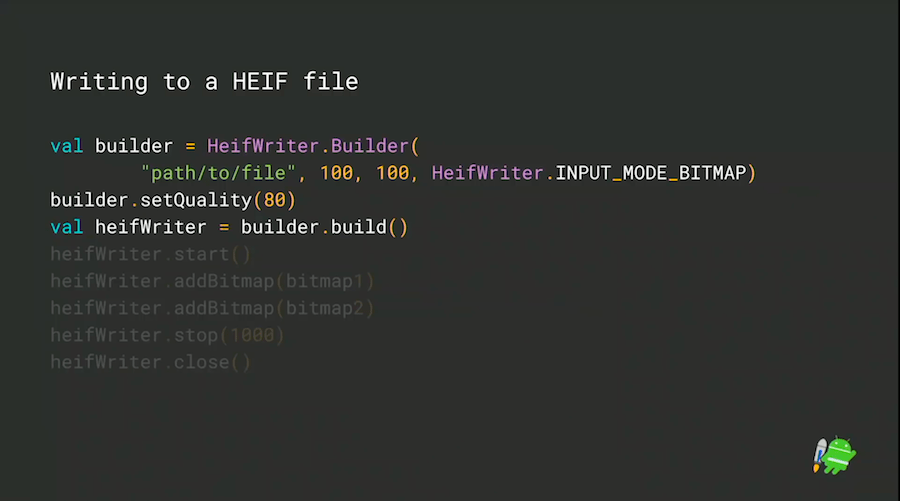 Writing to a HEIF file
val builder = HeifWriter.Builder(
"path/to/file", 100, 100, HeifWriter.INPUT_MODE_BITMAP)
builder.setQuality(80)
val heifWriter = builder.build()
heifWriter.start()
heifWriter.addBitmap(bitmap1)
heifWriter.addBitmap(bitmap2)
heifWriter.stop(1000)
heifWriter.close()